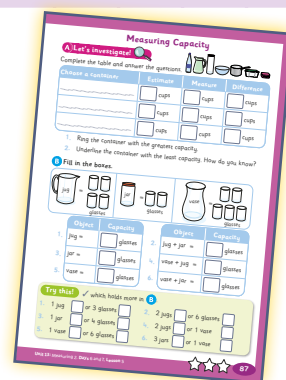 Measuring Capacity
A Let's investigate!
Complete the table and answer the questions.
Choose a container Estimate Measure Difference
cups cups cups
cups cups cups
cups cups cups
1. Ring the container with the greatest capacity.
2. Underline the container with the least capacity. How do you know?
B Fill in the boxes.
jug = glasses
jar = glasses
vase = glasses
Object Capacity Object Capacity
1. jug = glasses 2. jug + jar = glasses
3. jar = glasses 4. vase + jug = glasses
5. vase = glasses 6. vase + jar = glasses
Try this! ✓ which holds more in B
1. 1 jug or 3 glasses 2. 2 jugs or 6 glasses
3. 1 jar or 4 glasses 4. 2 jugs or 1 vase
5. 1 vase or 6 glasses 6. 3 jars or 1 vase
87